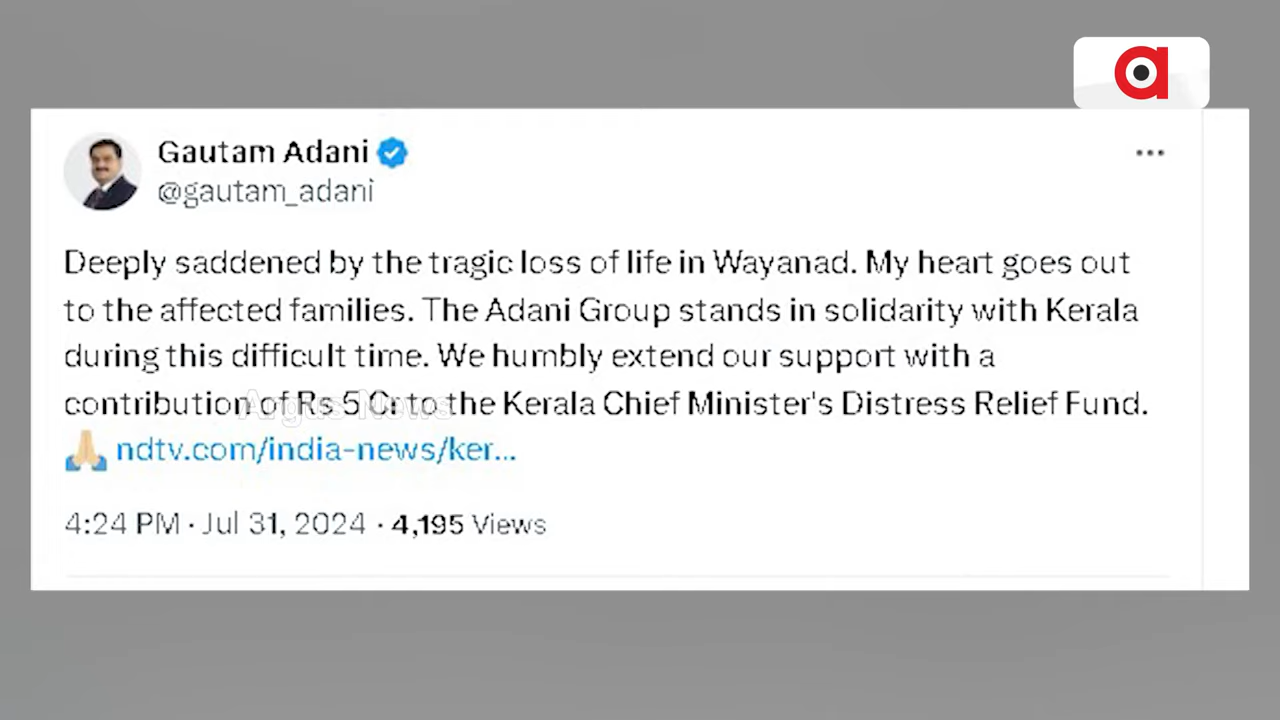 a
Gautam Adani
@gautam_adani
Deeply saddened by the tragic loss of life in Wayanad. My heart goes out
to the affected families. The Adani Group stands in solidarity with Kerala
during this difficult time. We humbly extend our support with a
contribution of Rs 5 Cr to the Kerala Chief Minister's Distress Relief Fund.
🙏 ndtv.com/india-news/ker...
4:24 PM · Jul 31, 2024 · 4,195 Views
Argus News